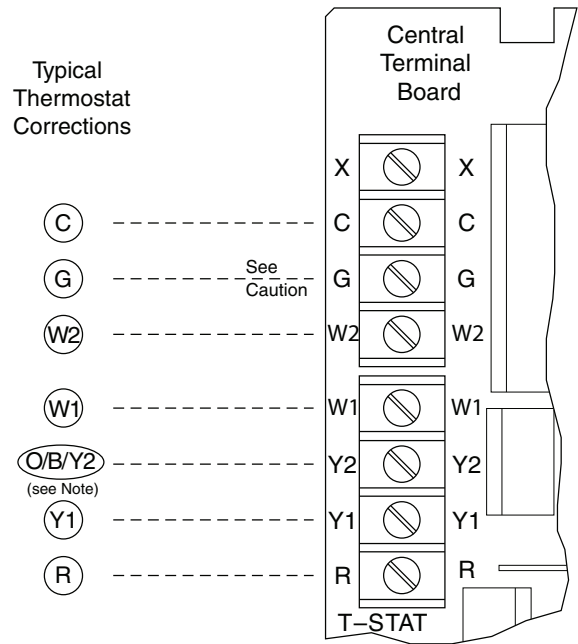 Typical
Thermostat
Corrections
Central
Terminal
Board
X X
C C C
G See Caution G G
W2 W2 W2
W1 W1 W1
O/B/Y2 Y2 Y2
(see Note)
Y1 Y1 Y1
R R R
T–STAT